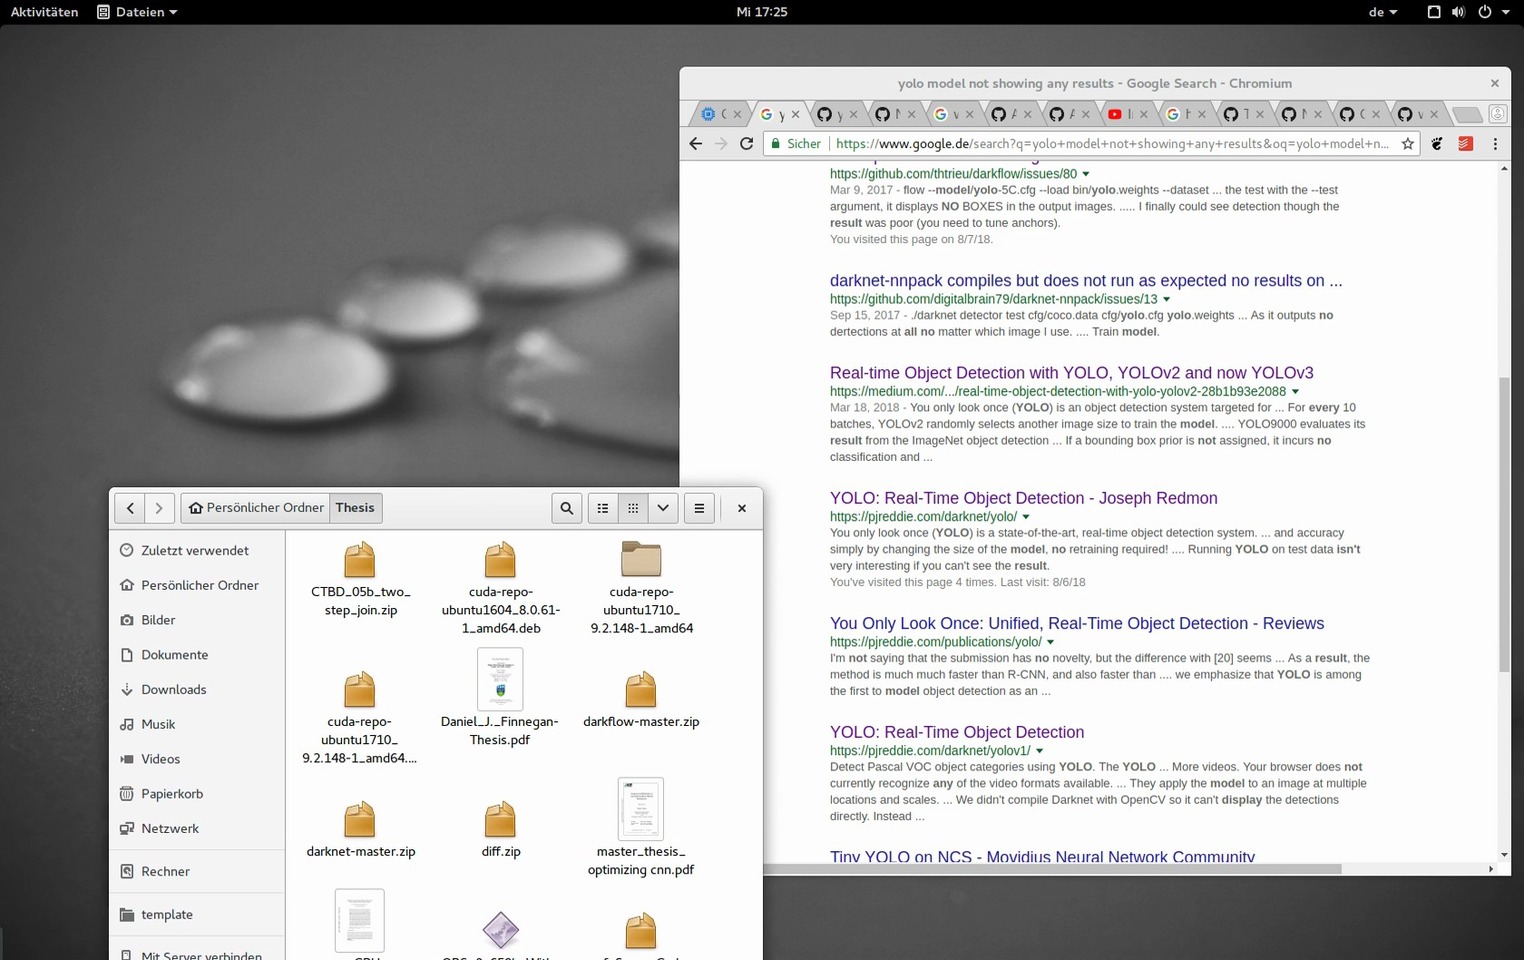 Aktivitäten
Dateien
Mi 17:25
de
yolo model not showing any results - Google Search - Chromium
Sicher
https://www.google.de/search?q=yolo+model+not+showing+any+results&oq=yolo+model+n...
https://github.com/thtrieu/darkflow/issues/80
Mar 9, 2017 - flow --model/yolo-5C.cfg --load bin/yolo.weights --dataset ... the test with the --test
argument, it displays NO BOXES in the output images. ..... I finally could see detection though the
result was poor (you need to tune anchors).
You visited this page on 8/7/18.
darknet-nnpack compiles but does not run as expected no results on ...
https://github.com/digitalbrain79/darknet-nnpack/issues/13
Sep 15, 2017 - ./darknet detector test cfg/coco.data cfg/yolo.cfg yolo.weights ... As it outputs no
dertections at all no matter which image I use. .... Train model.
Real-time Object Detection with YOLO, YOLOv2 and now YOLOv3
https://medium.com/.../real-time-object-detection-with-yolo-yolov2-28b1b93e2088
Mar 18, 2018 - You only look once (YOLO) is an object detection system targeted for ... For every 10
batches, YOLOv2 randomly selects another image size to train the model. .... YOLO9000 evaluates its
result from the ImageNet object detection ... If a bounding box prior is not assigned, it incurs no
classification and ...
YOLO: Real-Time Object Detection - Joseph Redmon
https://pjreddie.com/darknet/yolo/
You only look once (YOLO) is a state-of-the-art, real-time object detection system. ... and accuracy
simply by changing the size of the model, no retraining required! .... Running YOLO on test data isn't
very interesting if you can't see the result.
You've visited this page 4 times. Last visit: 8/6/18
You Only Look Once: Unified, Real-Time Object Detection - Reviews
https://pjreddie.com/publications/yolo/
I'm not saying that the submission has no novelty, but the difference with [20] seems ... As a result, the
method is much much faster than R-CNN, and also faster than .... we emphasize that YOLO is among
the first to model object detection as an ...
YOLO: Real-Time Object Detection
https://pjreddie.com/darknet/yolov1/
Detect Pascal VOC object categories using YOLO. The YOLO ... More videos. Your browser does not
currently recognize any of the video formats available. ... They apply the model to an image at multiple
locations and scales. ... We didn't compile Darknet with OpenCV so it can't display the detections
directly. Instead ...
Tiny YOLO on NCS - Movidius Neural Network Community
Persönlicher Ordner
Thesis
Zuletzt verwendet
Persönlicher Ordner
Bilder
Dokumente
Downloads
Musik
Videos
Papierkorb
Netzwerk
Rechner
template
Mit Server verbinden
CTBD_05b_two_
step_join.zip
cuda-repo-
ubuntu1604_8.0.61-
1_amd64.deb
cuda-repo-
ubuntu1710_
9.2.148-1_amd64
cuda-repo-
ubuntu1710_
9.2.148-1_amd64....
Daniel_J._Finnegan-
Thesis.pdf
darkflow-master.zip
darknet-master.zip
diff.zip
master_thesis_
optimizing cnn.pdf